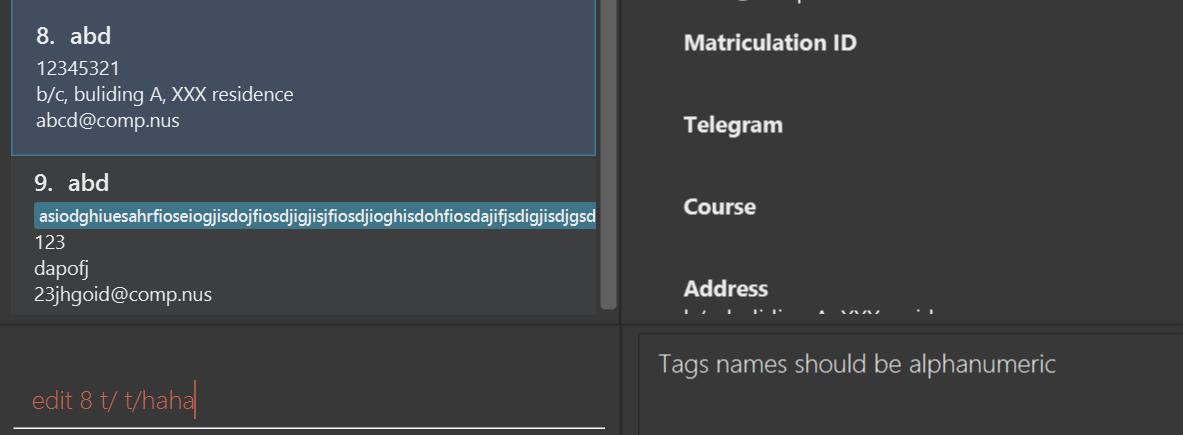 8. abd
12345321
b/c, buliding A, XXX residence
abcd@comp.nus
9. abd
asiodghiuesahrfioseiogjisdojfiosdjigjisjfiosdjioghisdohfiosdajifjsdigjisdjgsd
123
dapofj
23jhgoid@comp.nus
edit 8 t/ t/haha
Matriculation ID
Telegram
Course
Address
Tags names should be alphanumeric